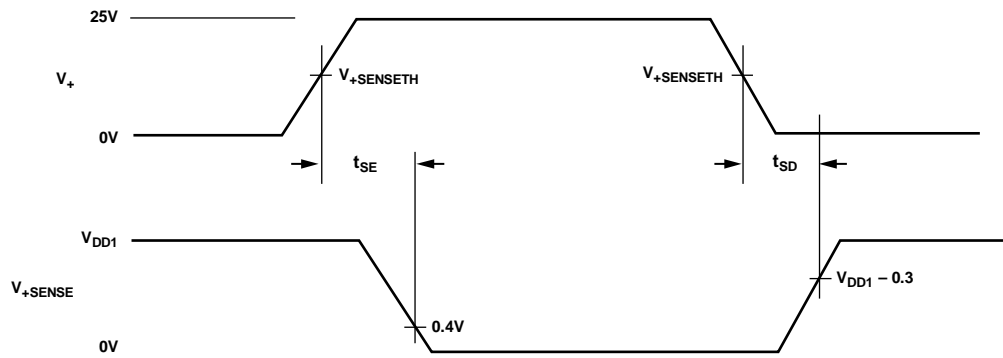 25V
V+
V+SENSETH
V+SENSETH
0V
tSE
tSD
VDD1
V+SENSE
VDD1 – 0.3
0.4V
0V